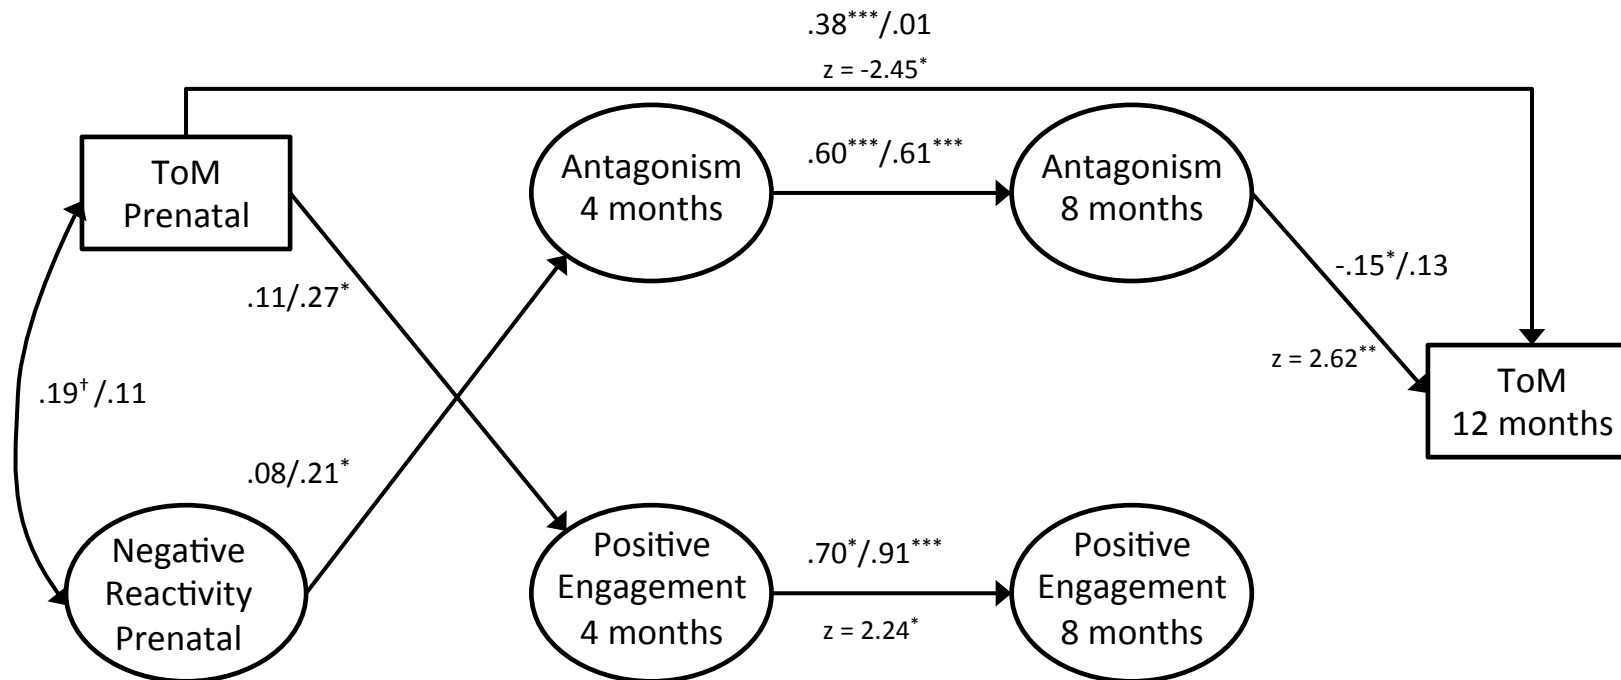 .38***/.01
z = -2.45*
ToM
Prenatal
Antagonism
4 months
.60***/.61***
Antagonism
8 months
.11/.27*
-.15*/.13
z = 2.62**
ToM
12 months
.19†/.11
.08/.21*
Negative
Reactivity
Prenatal
Positive
Engagement
4 months
.70*/.91***
z = 2.24*
Positive
Engagement
8 months